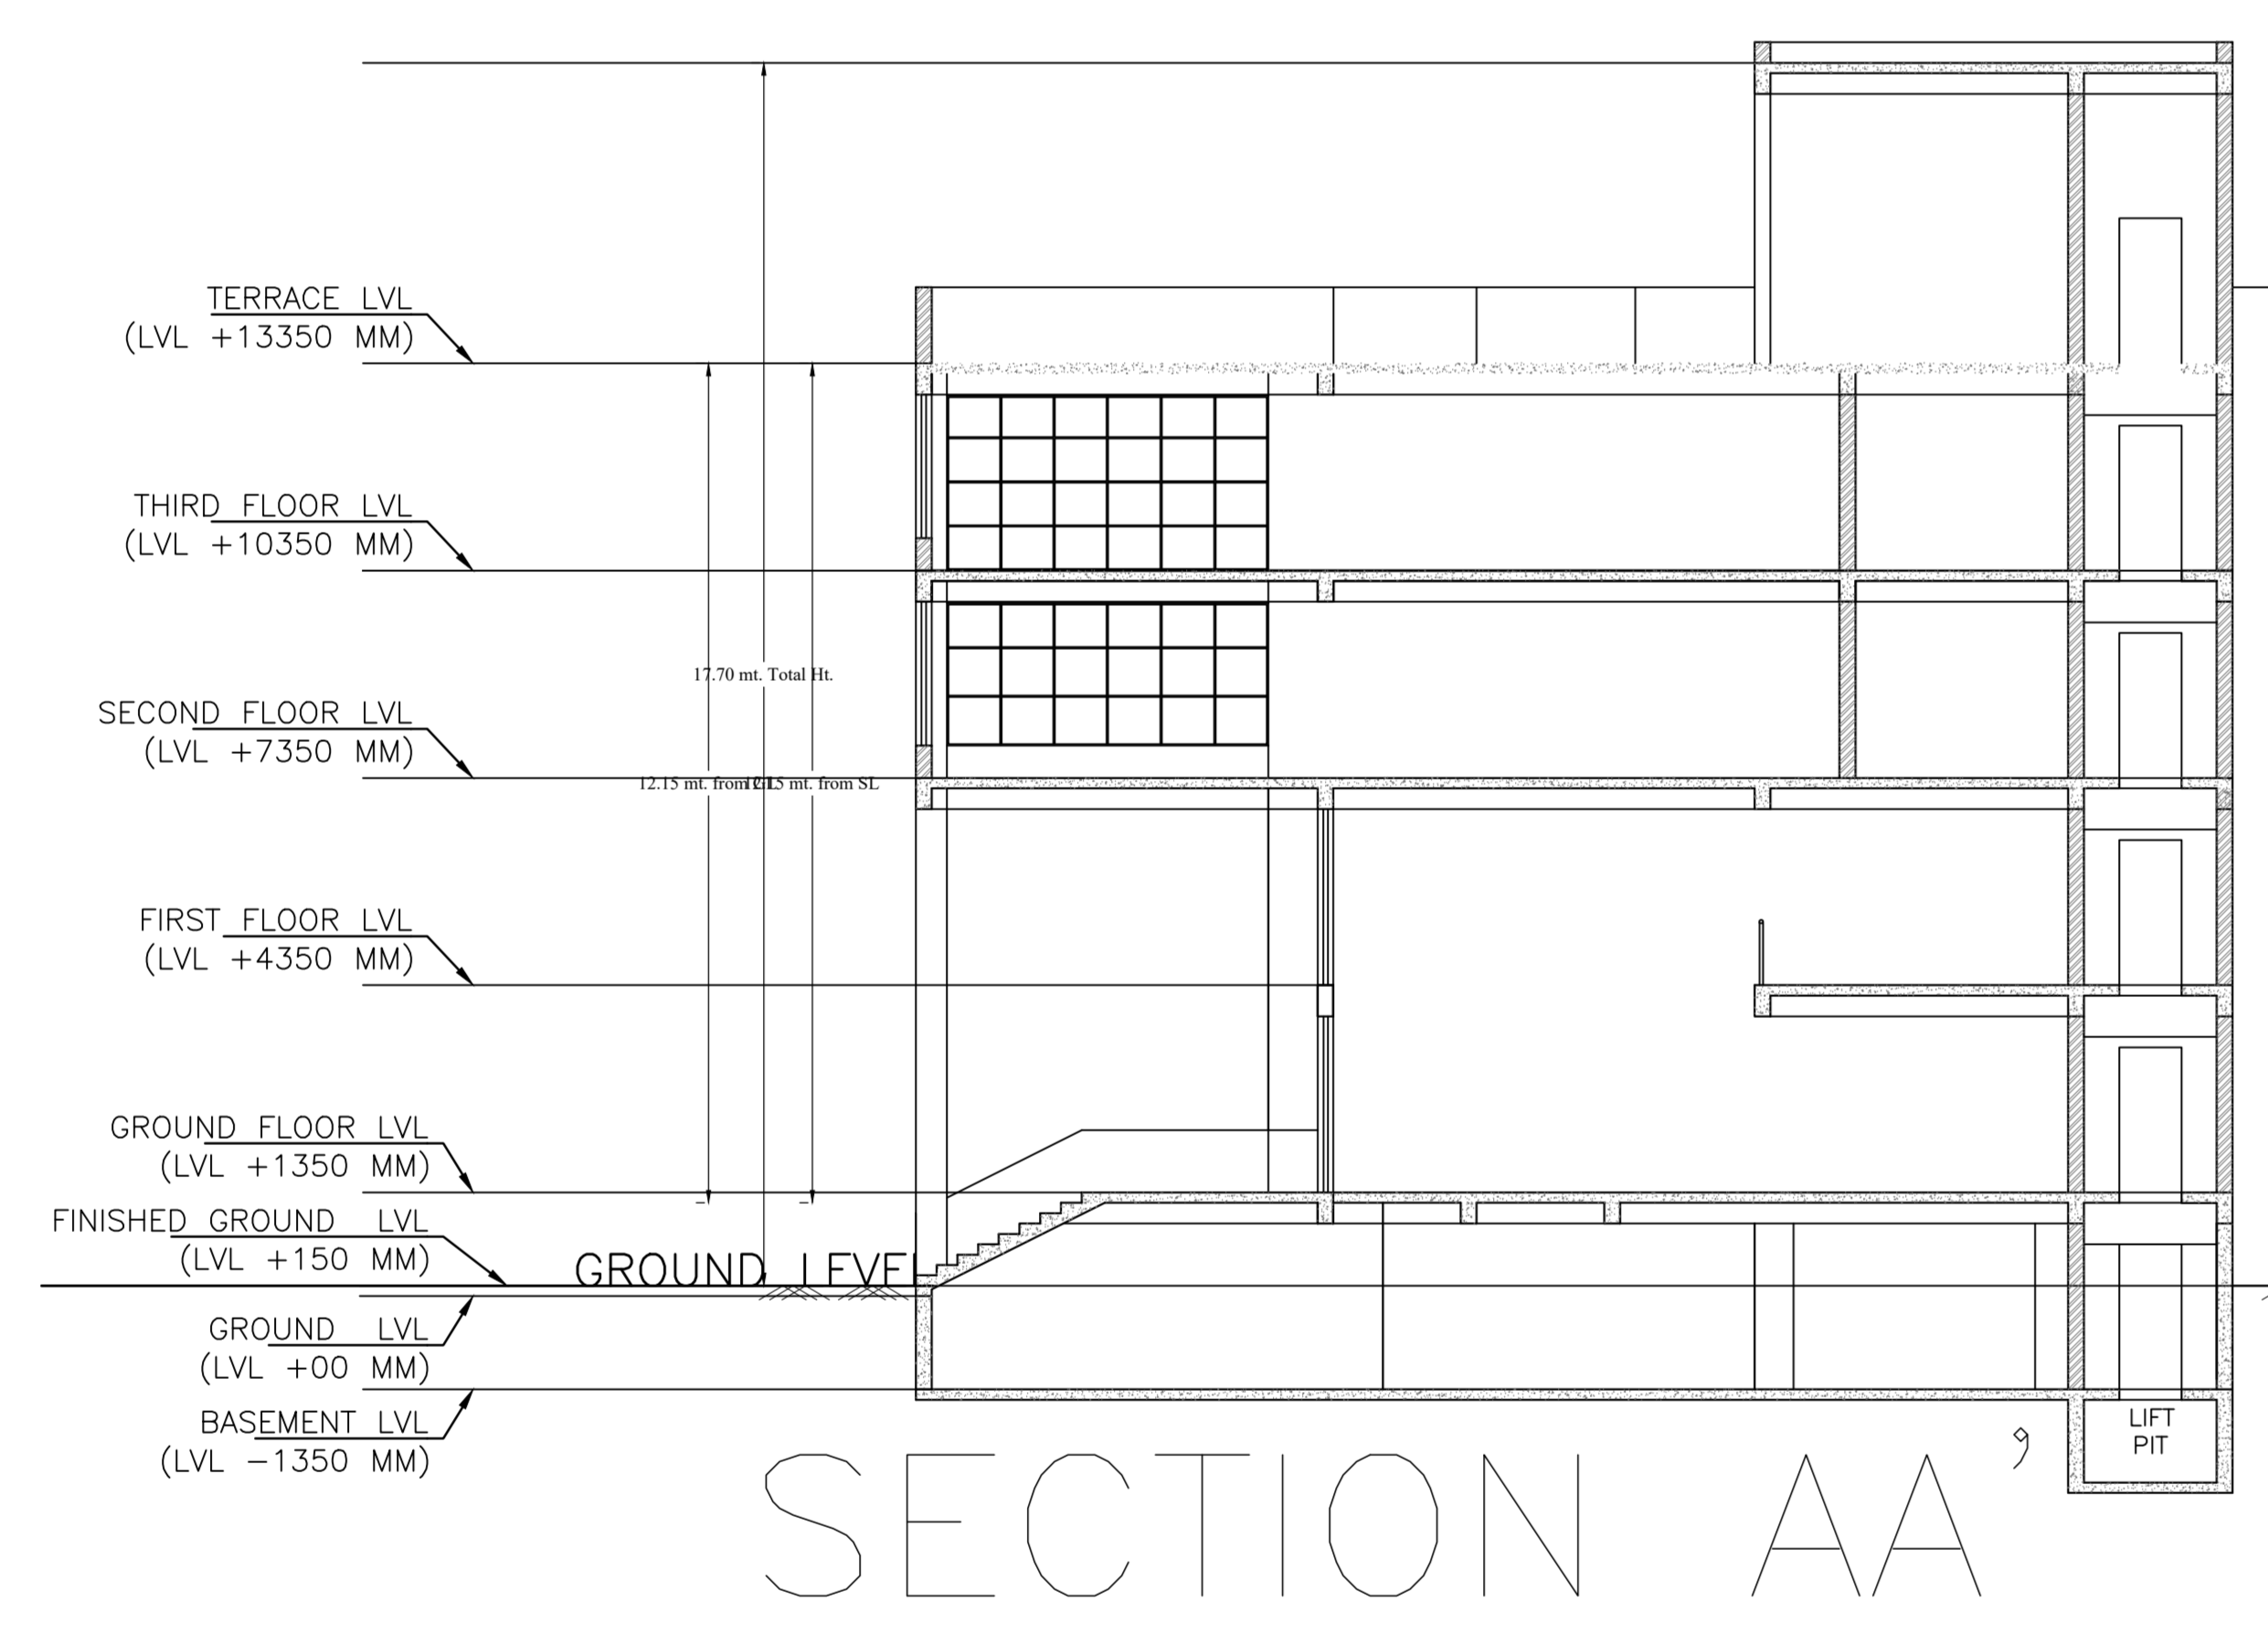 TERRACE LVL
(LVL +13350 MM)
THIRD FLOOR LVL
(LVL +10350 MM)
17.70 mt. Total Ht.
SECOND FLOOR LVL
(LVL +7350 MM)
12.15 mt. from
12.15 mt. from SL
FIRST FLOOR LVL
(LVL +4350 MM)
GROUND FLOOR LVL
(LVL +1350 MM)
FINISHED GROUND LVL
(LVL +150 MM)
GROUND LEVEL
GROUND LVL
(LVL +00 MM)
BASEMENT LVL
(LVL −1350 MM)
LIFT
PIT
SECTION AA'